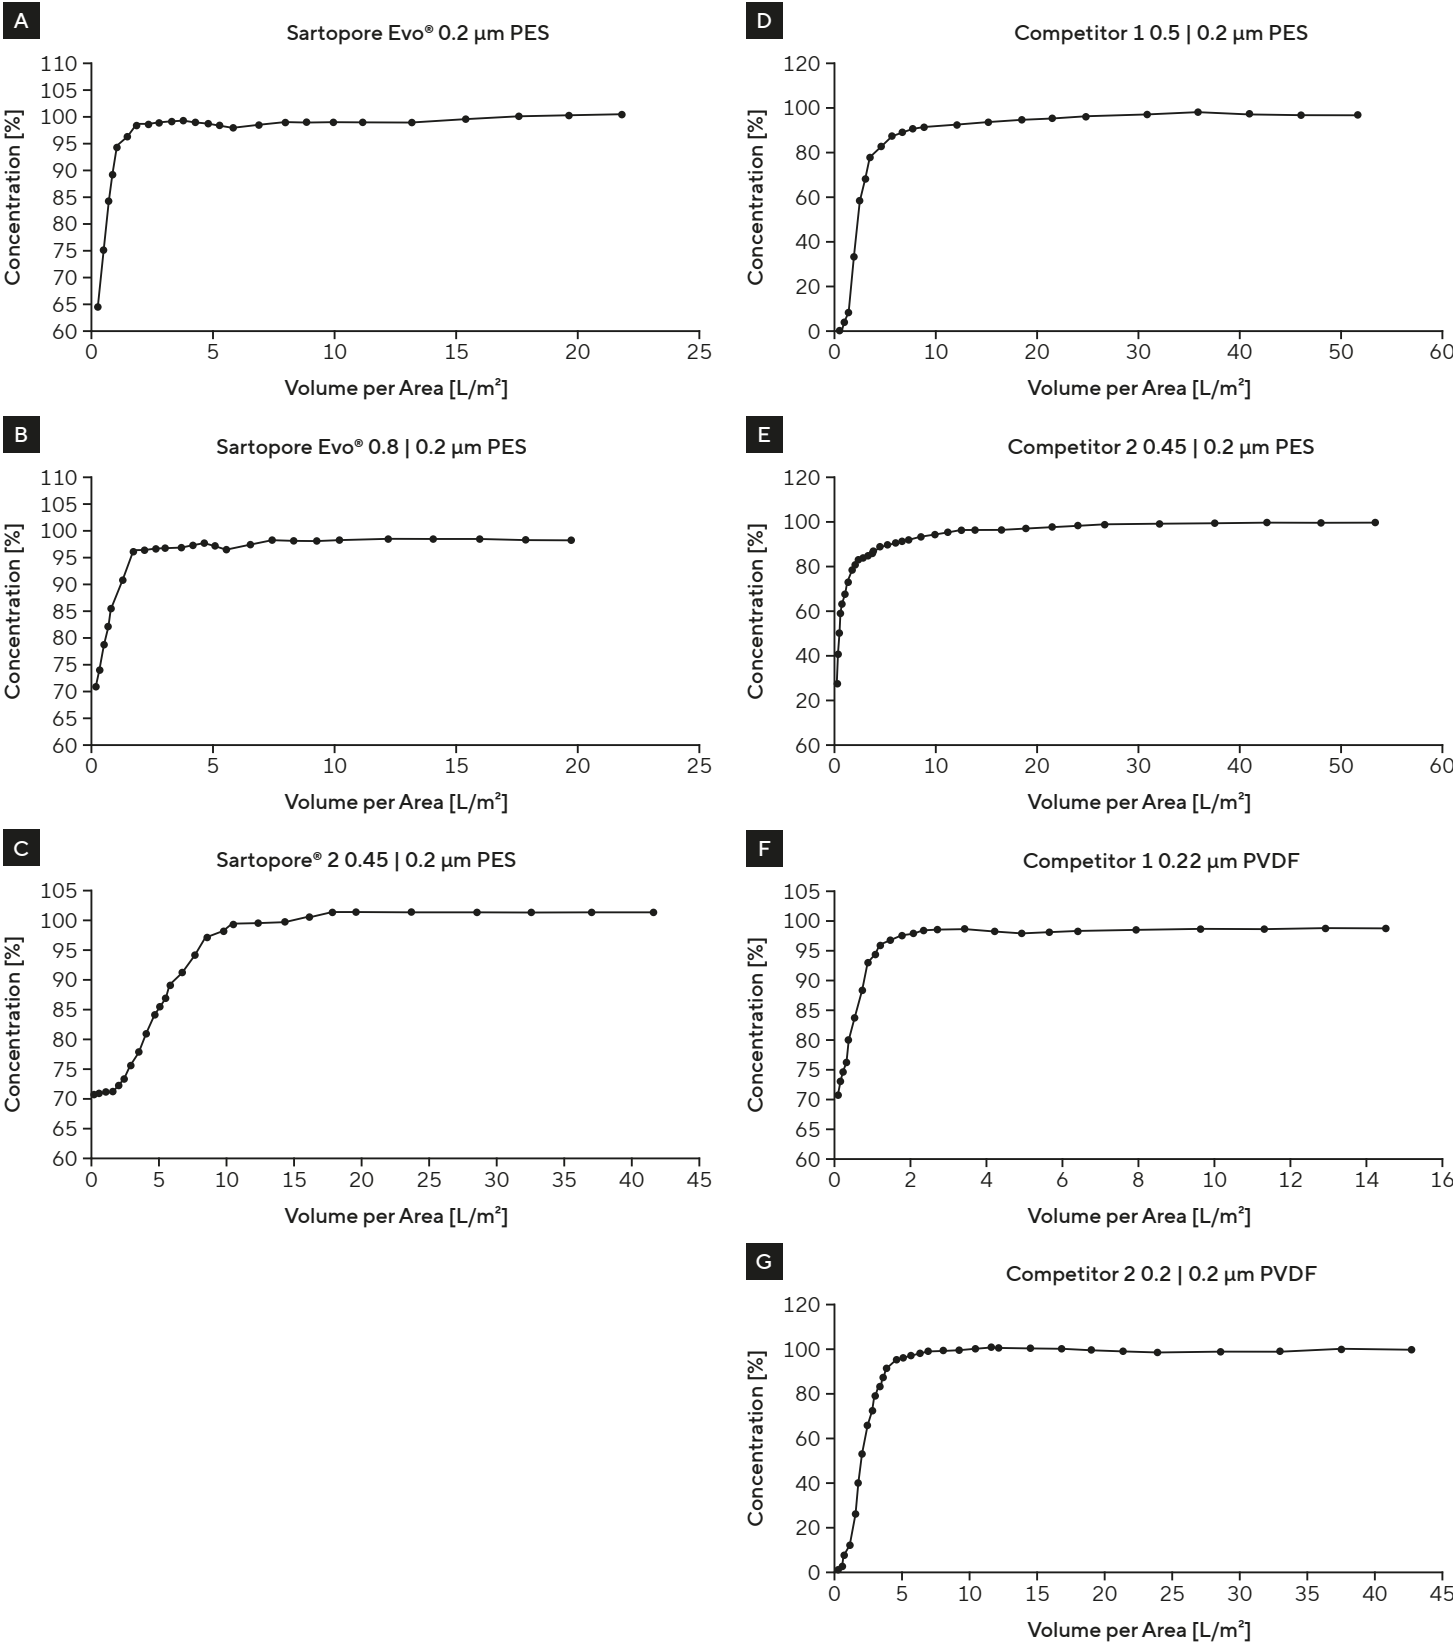 A
Sartopore Evo® 0.2 µm PES
Concentration [%]
110
105
100
95
90
85
80
75
70
65
60
0 5 10 15 20 25
Volume per Area [L/m²]
B
Sartopore Evo® 0.8 | 0.2 µm PES
Concentration [%]
110
105
100
95
90
85
80
75
70
65
60
0 5 10 15 20 25
Volume per Area [L/m²]
C
Sartopore® 2 0.45 | 0.2 µm PES
Concentration [%]
105
100
95
90
85
80
75
70
65
60
0 5 10 15 20 25 30 35 40 45
Volume per Area [L/m²]
D
Competitor 1 0.5 | 0.2 µm PES
Concentration [%]
120
100
80
60
40
20
0
0 10 20 30 40 50 60
Volume per Area [L/m²]
E
Competitor 2 0.45 | 0.2 µm PES
Concentration [%]
120
100
80
60
40
20
60
0 10 20 30 40 50 60
Volume per Area [L/m²]
F
Competitor 1 0.22 µm PVDF
Concentration [%]
105
100
95
90
85
80
75
70
65
60
0 2 4 6 8 10 12 14 16
Volume per Area [L/m²]
G
Competitor 2 0.2 | 0.2 µm PVDF
Concentration [%]
120
100
80
60
40
20
0
0 5 10 15 20 25 30 35 40 45
Volume per Area [L/m²]